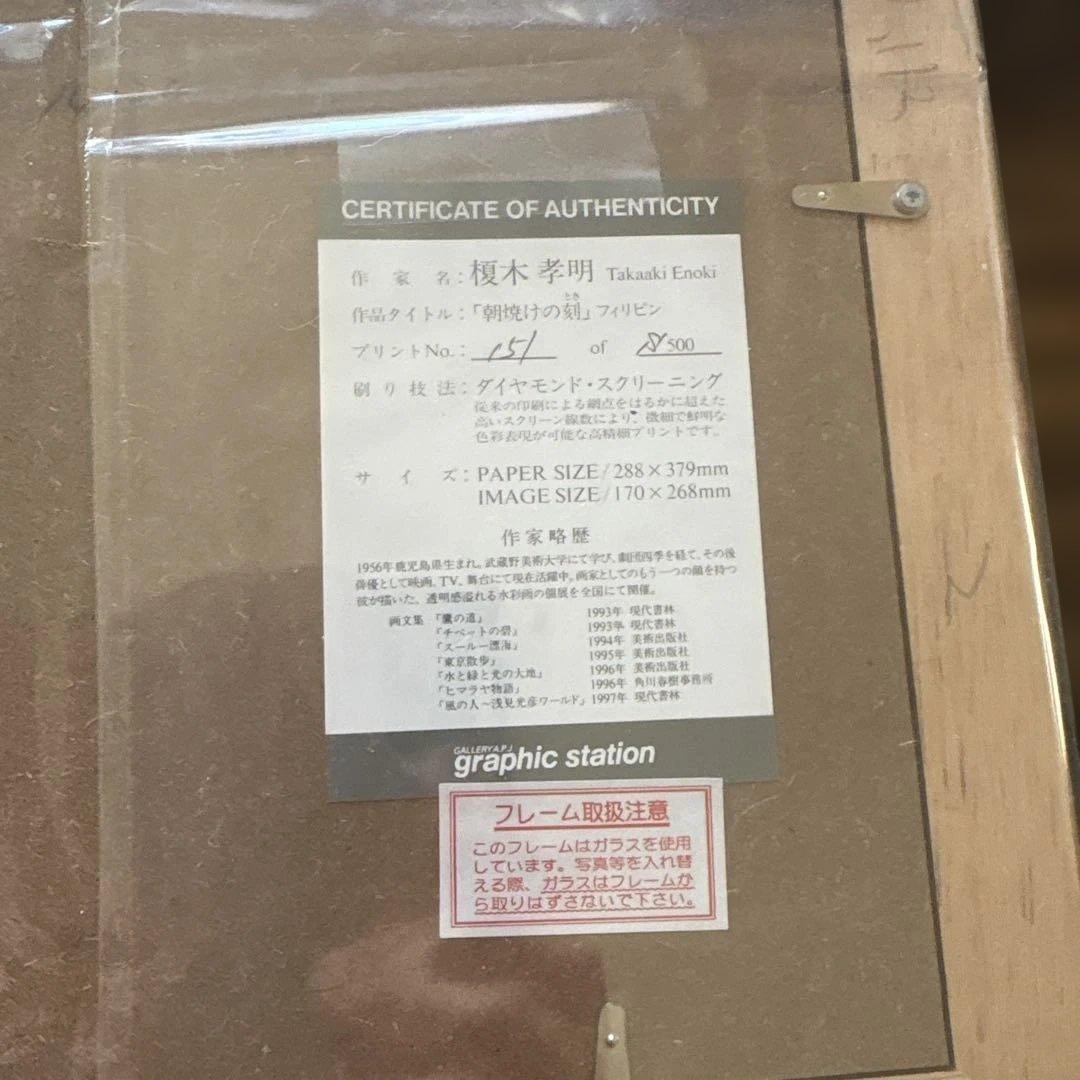 CERTIFICATE OF AUTHENTICITY
作家名：榎木 孝明 Takaaki Enoki
作品タイトル：「朝焼けの刻」フィリピン
とき
プリントNo.： 151 of S 500
刷り技法：ダイヤモンド・スクリーニング
従来の印刷による網点をはるかに超えた
高いスクリーン線数により、微細で鮮明な
色彩表現が可能な高精細プリントです。
サイズ：PAPER SIZE/288×379mm
IMAGE SIZE/170×268mm
作家略歴
1956年鹿児島県生まれ。武蔵野美術大学にて学び、劇団四季を経て、その後
俳優として映画、TV、舞台にて現在活躍中。画家としてのもう一つの顔を持つ
彼が描いた、透明感溢れる水彩画の個展を全国にて開催。
画文集 「鷹の道」 1993年 現代書林
「チベットの碧」 1993年 現代書林
「スールー漂海」 1994年 美術出版社
「東京散歩」 1995年 美術出版社
「水と緑と光の大地」 1996年 美術出版社
「ヒマラヤ物語」 1996年 角川春樹事務所
「風の人〜浅見光彦ワールド」 1997年 現代書林
GALLERY A.P.J
graphic station
フレーム取扱注意
このフレームはガラスを使用
しています。写真等を入れ替
える際、ガラスはフレームか
ら取りはずさないで下さい。